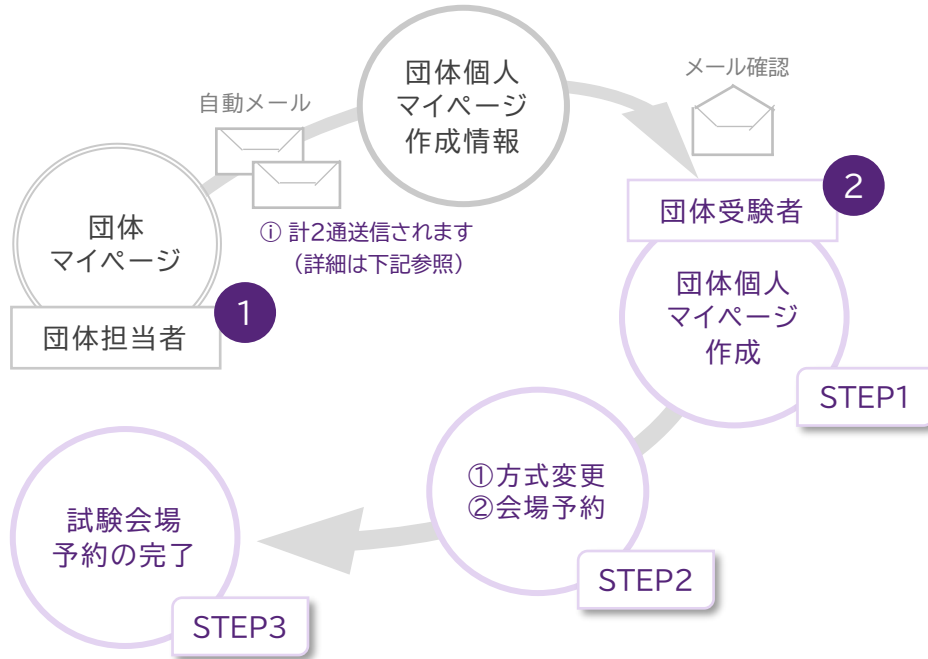 団体個人
マイページ
作成情報
自動メール
メール確認
団体
マイページ
団体担当者
1
ⓘ 計2通送信されます
（詳細は下記参照）
団体受験者
2
団体個人
マイページ
作成
STEP1
①方式変更
②会場予約
STEP2
試験会場
予約の完了
STEP3